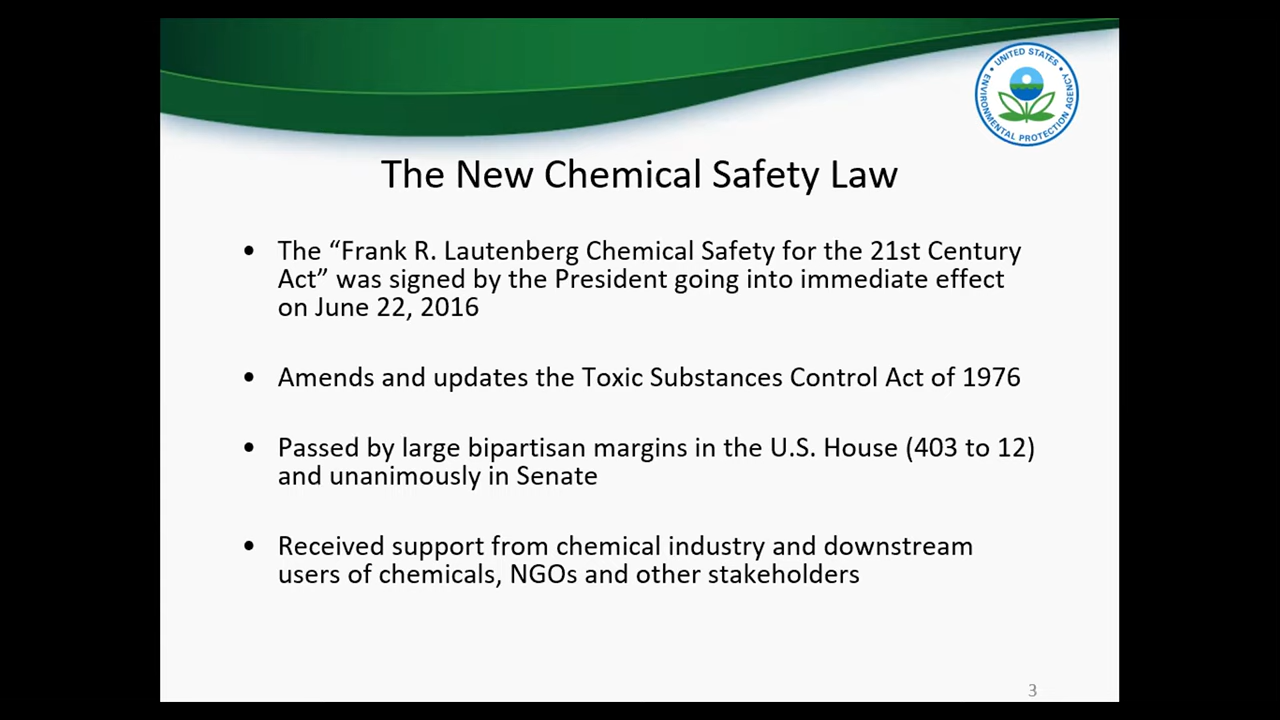 UNITED STATES
ENVIRONMENTAL PROTECTION AGENCY
The New Chemical Safety Law
• The “Frank R. Lautenberg Chemical Safety for the 21st Century
Act” was signed by the President going into immediate effect
on June 22, 2016
• Amends and updates the Toxic Substances Control Act of 1976
• Passed by large bipartisan margins in the U.S. House (403 to 12)
and unanimously in Senate
• Received support from chemical industry and downstream
users of chemicals, NGOs and other stakeholders
3